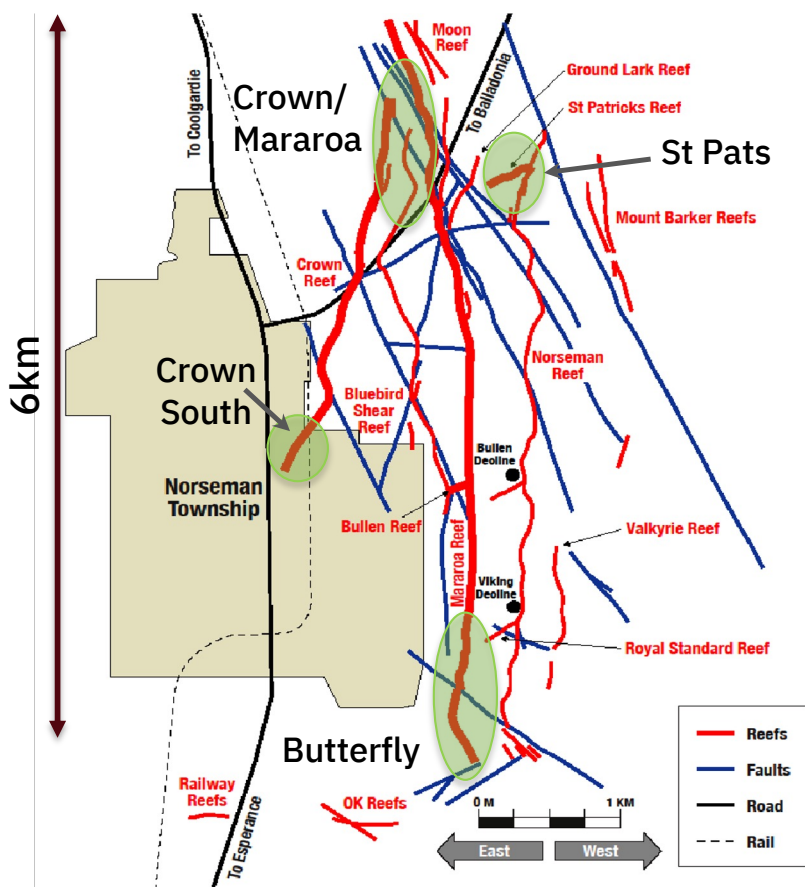 Moon
Reef
To Coolgardie
Crown/
Mararoa
To Balladonia
Ground Lark Reef
St Patricks Reef
St Pats
Mount Barker Reefs
Crown
Reef
6km
Crown
South
Bluebird
Shear
Reef
Norseman
Reef
Bullen
Decline
Norseman
Township
Bullen Reef
Mararoa Reef
Valkyrie Reef
Viking
Decline
Royal Standard Reef
Butterfly
Railway
Reefs
OK Reefs
To Esperance
0 M
1 KM
East
West
Reefs
Faults
Road
Rail